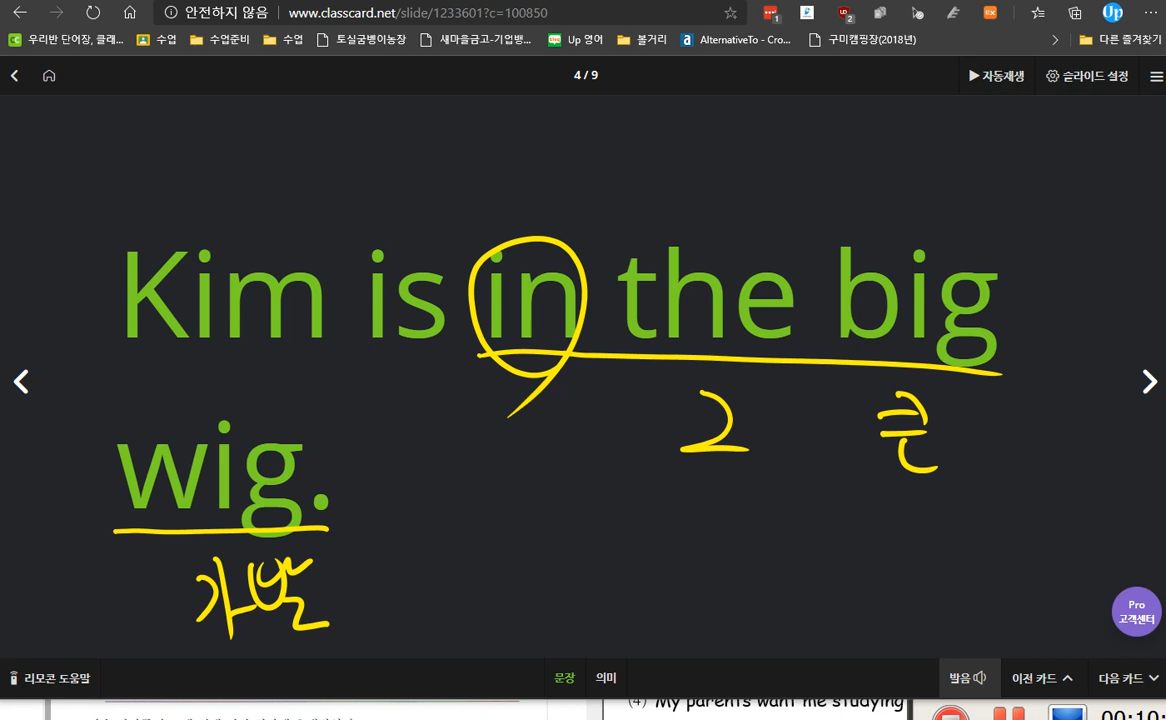 안전하지 않음 www.classcard.net/slide/1233601?c=100850
1
2
우리반 단어장, 클래... 수업 수업준비 수업 토실궁뱅이농장 새마을금고-기업뱅... Up 영어 볼거리 AlternativeTo - Cro... 구미캠핑장(2018년) 다른 즐겨찾기
4 / 9 자동재생 슬라이드 설정
Kim is in the big
그 큰
wig.
가발
Pro
고객센터
리모콘 도움말 문장 의미 발음 이전 카드 다음 카드
(4) My parents want me studying
00:10: